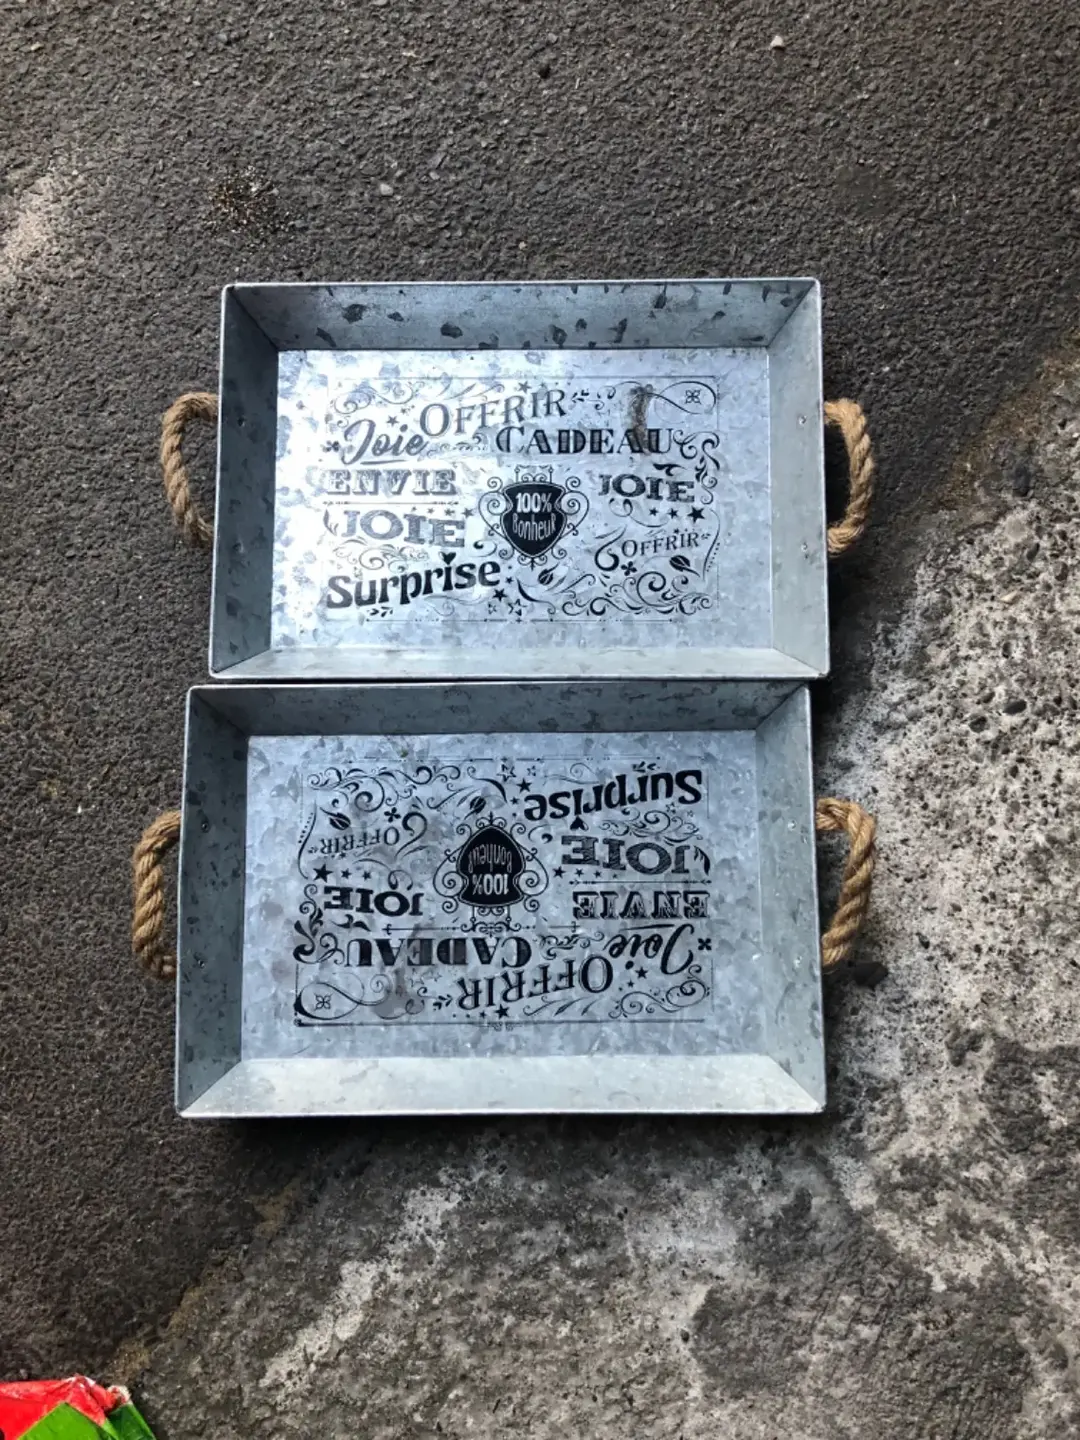 OFFRIR
Joie CADEAU
ENVIE
100%
Bonheur
JOIE
JOIE
OFFRIR
Surprise
Surprise
JOIE
OFFRIR
100%
Bonheur
ENVIE
JOIE
Joie
CADEAU
OFFRIR